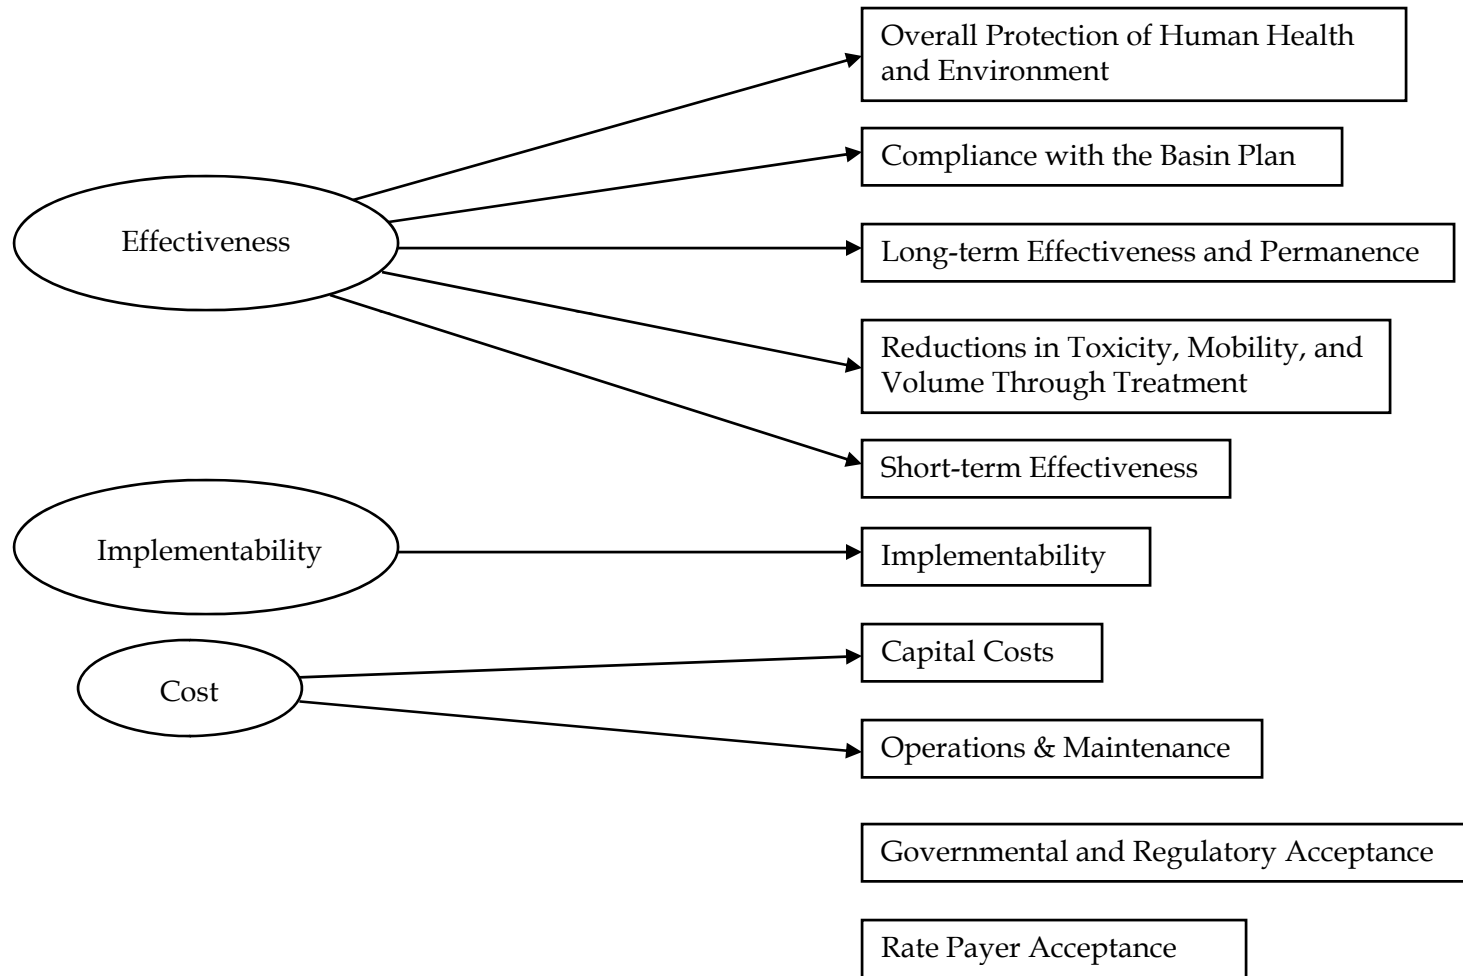 Overall Protection of Human Health
and Environment
Compliance with the Basin Plan
Effectiveness
Long-term Effectiveness and Permanence
Reductions in Toxicity, Mobility, and
Volume Through Treatment
Short-term Effectiveness
Implementability
Implementability
Capital Costs
Cost
Operations & Maintenance
Governmental and Regulatory Acceptance
Rate Payer Acceptance